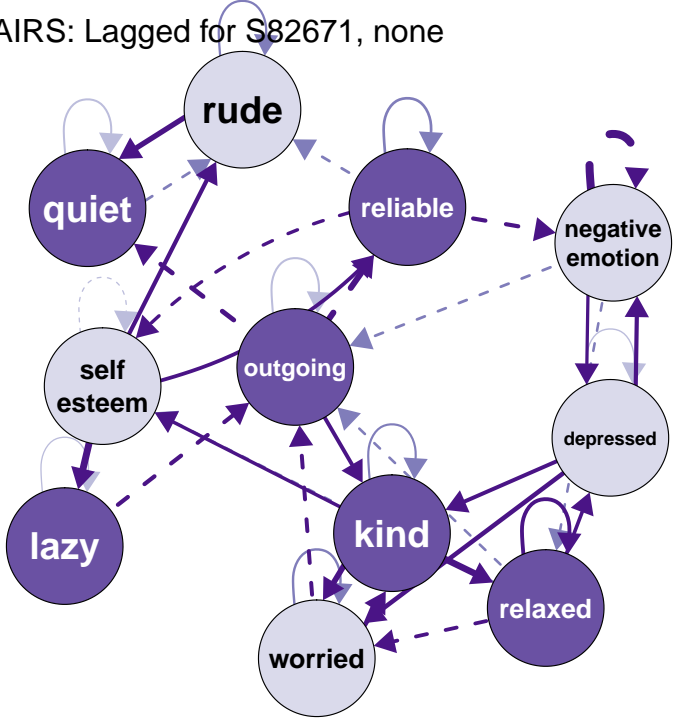 AIRS: Lagged for S82671, none
rude
quiet
reliable
negative
emotion
self
esteem
outgoing
depressed
lazy
kind
relaxed
worried